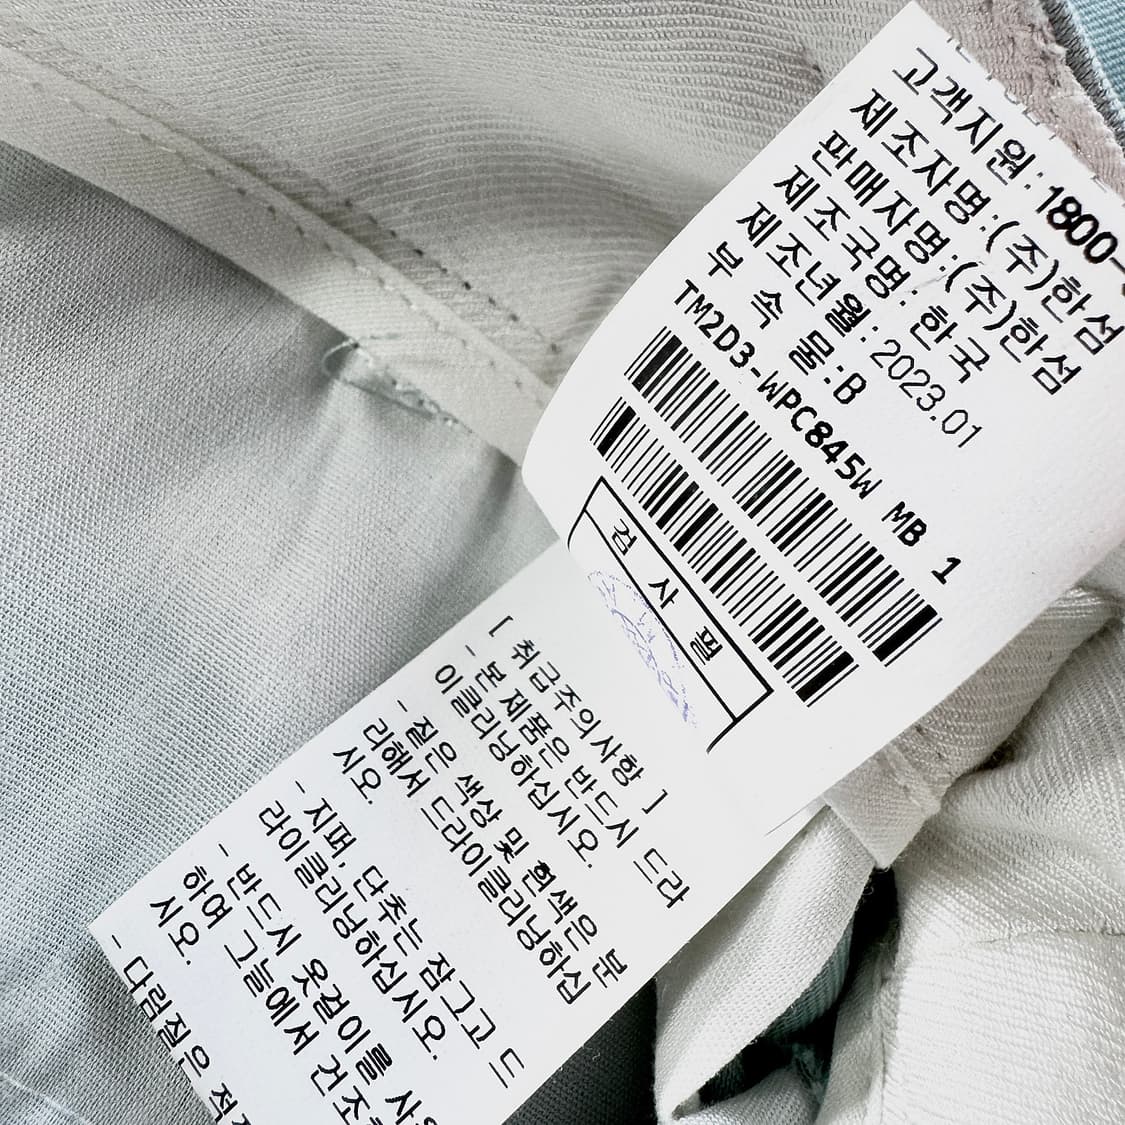 고객지원:1800-
제조자명:(주)한섬
판매자명:(주)한섬
제조국명:한국
제조년월:2023.01
부 속 물:B
TM2D3-WPC845W MB 1
검 사 필
[ 취급주의사항 ]
- 본 제품은 반드시 드라
이클리닝하십시오.
- 짙은 색상 및 흰색은 분
리해서 드라이클리닝하십
시오.
- 지퍼, 단추는 잠그고 드
라이클리닝하십시오.
- 반드시 옷걸이를
하여 그늘에서
시오.
- 다림질은